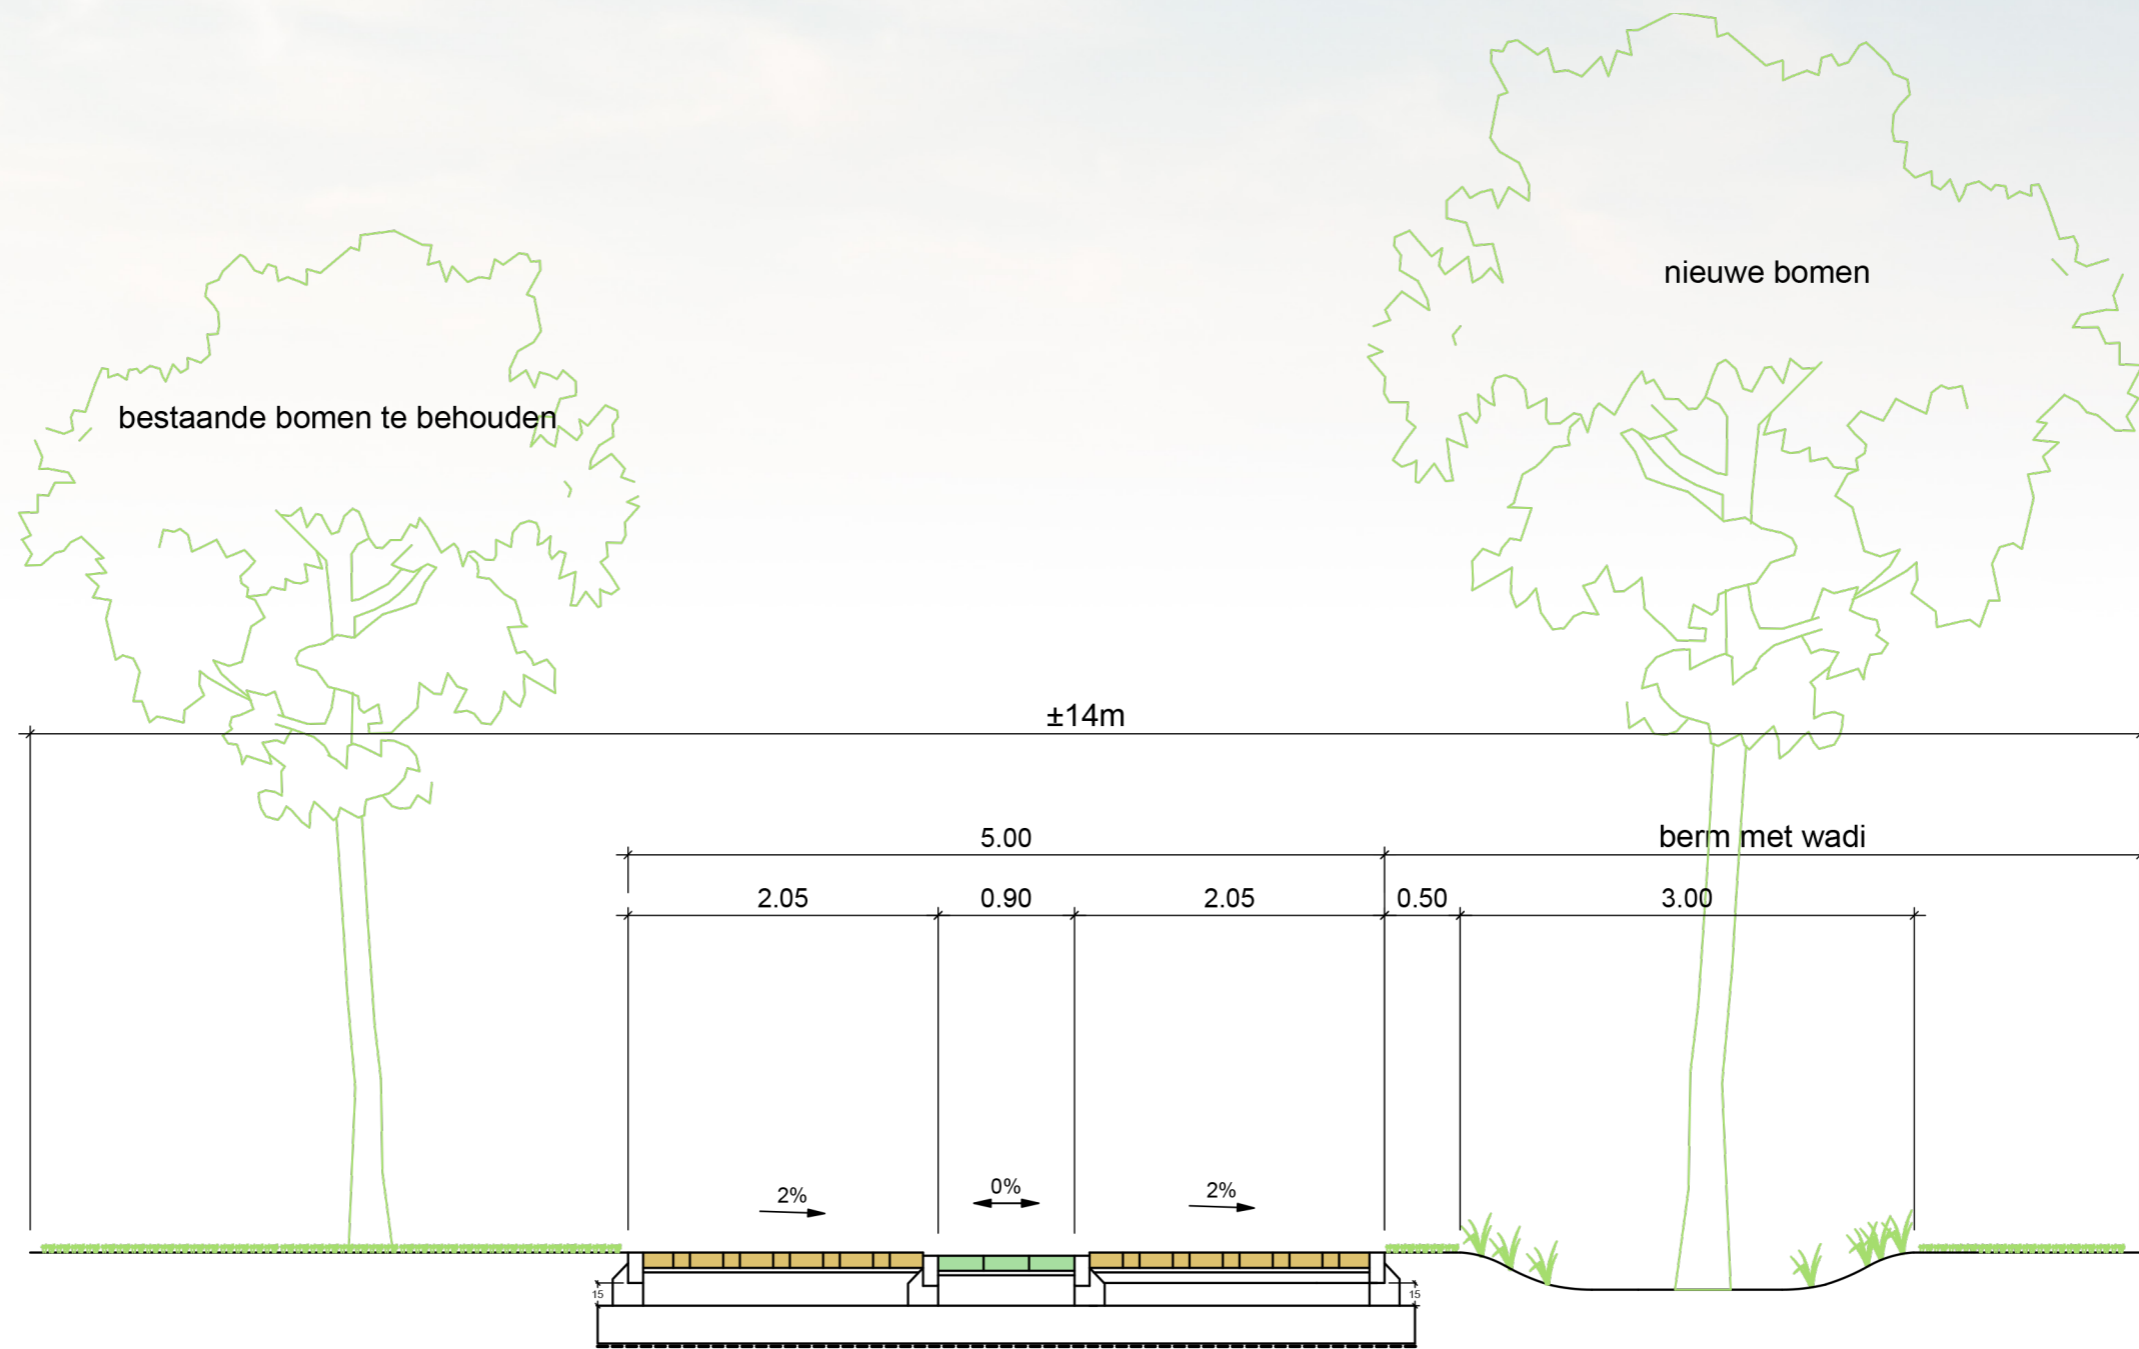 nieuwe bomen
bestaande bomen te behouden
±14m
5.00
berm met wadi
2.05
0.90
2.05
0.50
3.00
2%
0%
2%
15
15